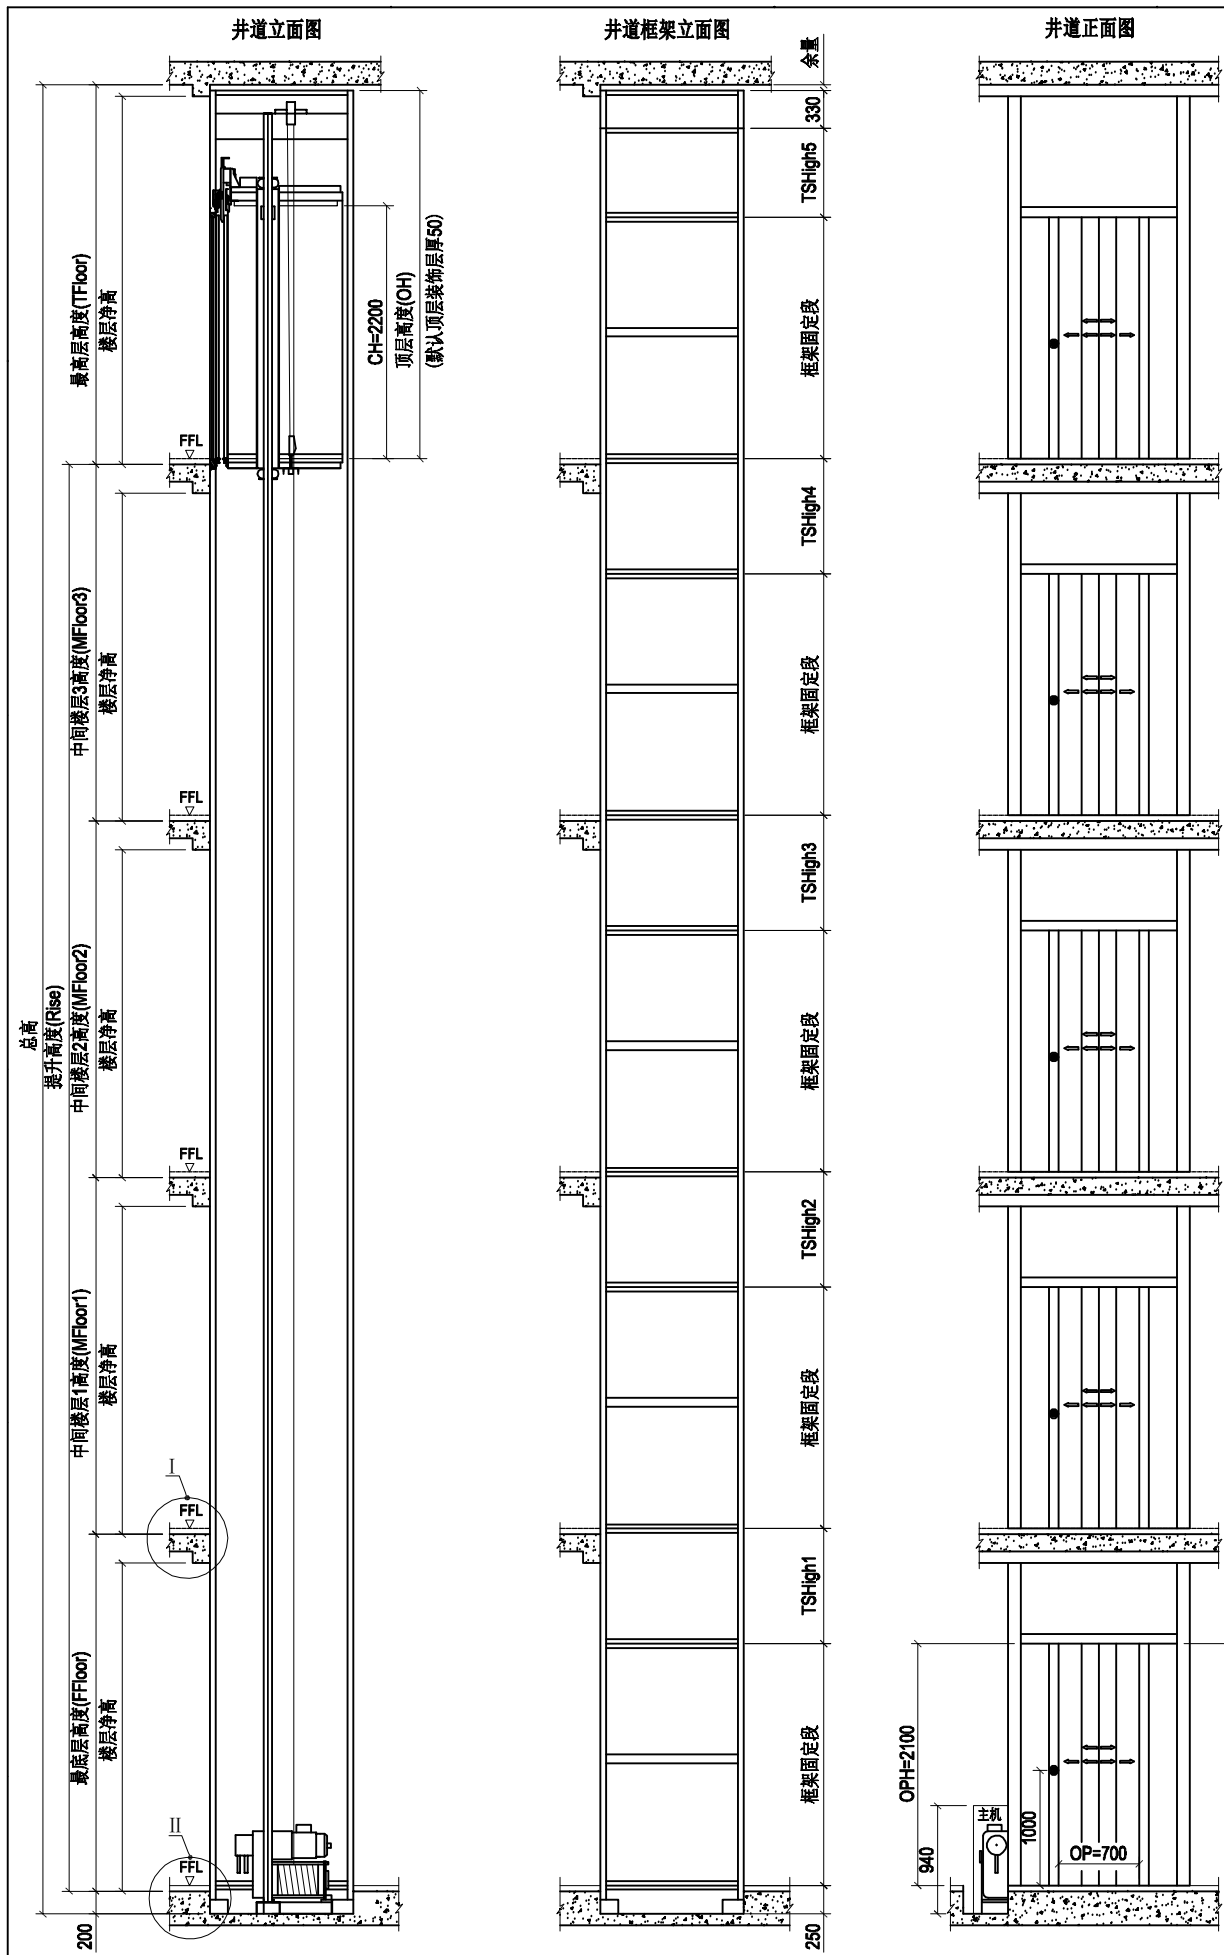 井道立面图
井道框架立面图
井道正面图
总高
提升高度(Rise)
最高层高度(TFloor)
楼层净高
中间楼层3高度(MFloor3)
楼层净高
中间楼层2高度(MFloor2)
楼层净高
中间楼层1高度(MFloor1)
楼层净高
最底层高度(FFloor)
楼层净高
200
FFL
FFL
FFL
FFL
FFL
I
II
CH=2200
顶层高度(OH)
(默认顶层装饰层厚50)
余量
330
TSHigh5
框架固定段
TSHigh4
框架固定段
TSHigh3
框架固定段
TSHigh2
框架固定段
TSHigh1
框架固定段
250
OPH=2100
940
主机
1000
OP=700